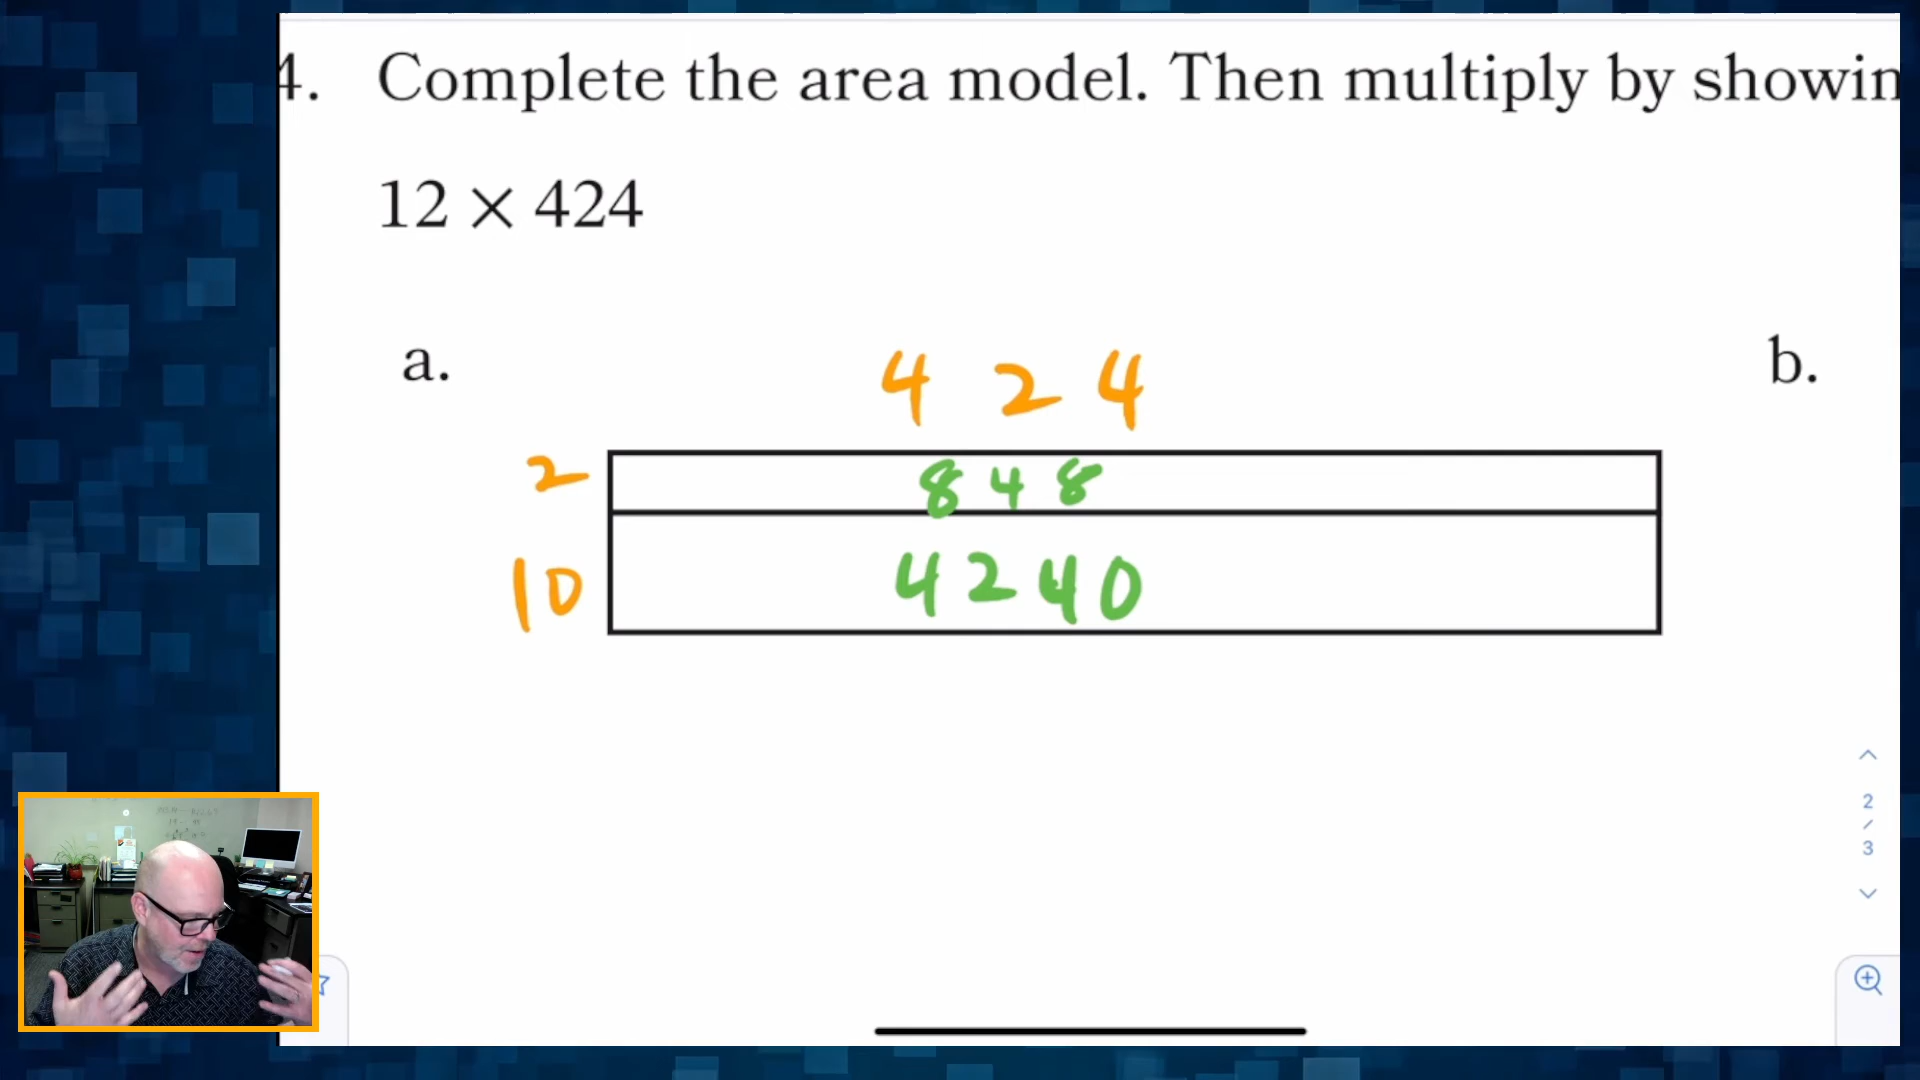 4. Complete the area model. Then multiply by showin
12 × 424
a.
b.
4 2 4
2
8 4 8
10
4 2 4 0
2
/
3